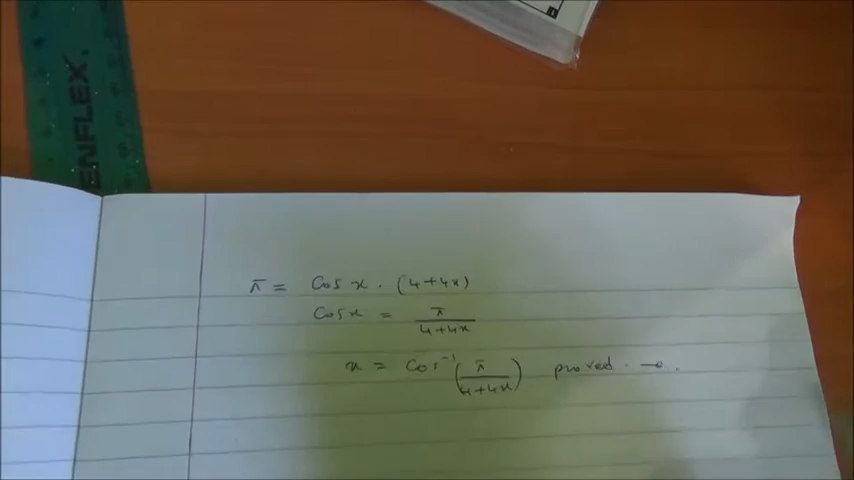 ENFLEX.
π = Cos x . (4+4x)
Cos x = π/(4+4x)
x = Cos⁻¹(π/(4+4x)) proved.